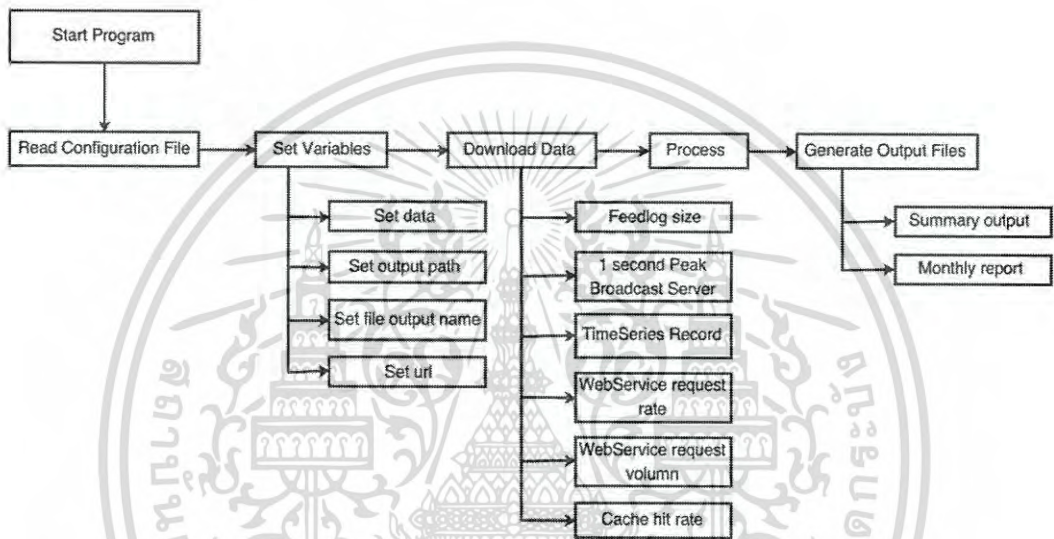 Start Program
Read Configuration File
Set Variables
Download Data
Process
Generate Output Files
Set data
Set output path
Set file output name
Set url
Feedlog size
1 second Peak
Broadcast Server
TimeSeries Record
WebService request
rate
WebService request
volumn
Cache hit rate
Summary output
Monthly report